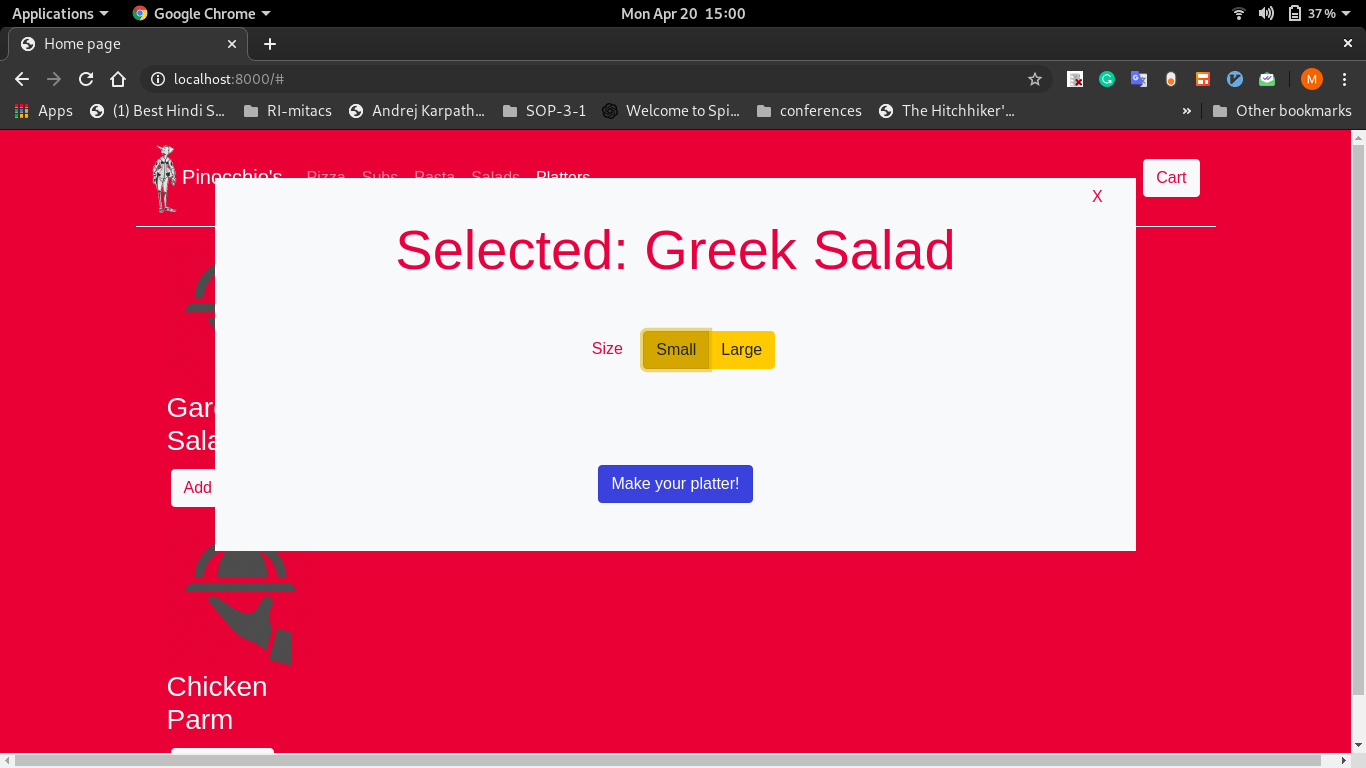 Applications Google Chrome Mon Apr 20 15:00 37 %
Home page
localhost:8000/#
M
Apps (1) Best Hindi S... RI-mitacs Andrej Karpath... SOP-3-1 Welcome to Spi... conferences The Hitchhiker'... » Other bookmarks
Pinocchio's Pizza Subs Pasta Salads Platters Cart
X
Selected: Greek Salad
Size Small Large
Add
Make your platter!
Chicken
Parm